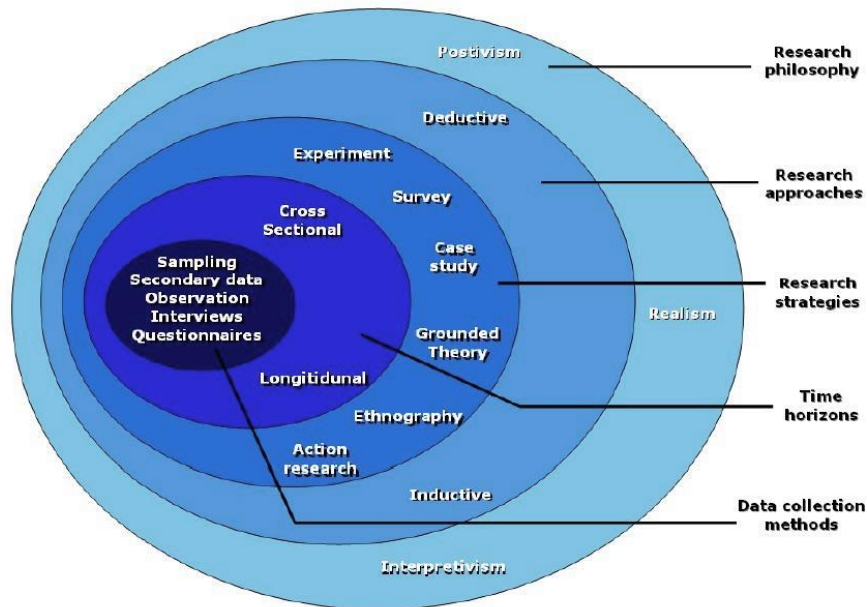 Postivism
Research
philosophy
Deductive
Experiment
Research
approaches
Survey
Cross
Sectional
Case
study
Sampling
Secondary data
Observation
Interviews
Questionnaires
Research
strategies
Realism
Grounded
Theory
Longitidunal
Time
horizons
Ethnography
Action
research
Inductive
Data collection
methods
Interpretivism